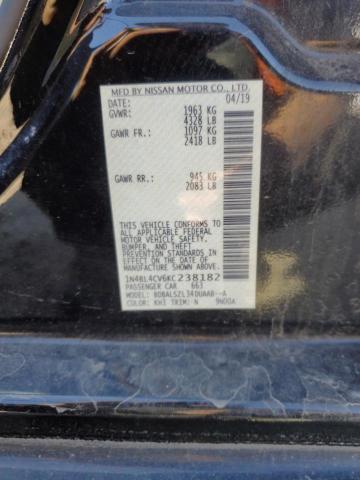 MFD BY NISSAN MOTOR CO., LTD.
DATE: 04/19
GVWR: 1963 KG
4328 LB
GAWR FR: 1097 KG
2418 LB
GAWR RR: 945 KG
2083 LB
THIS VEHICLE CONFORMS TO
ALL APPLICABLE FEDERAL
MOTOR VEHICLE SAFETY,
BUMPER, AND THEFT
PREVENTION STANDARDS
IN EFFECT ON THE DATE OF
MANUFACTURE SHOWN ABOVE.
1N4BL4CV6KC238182
PASSENGER CAR 663
MODEL: BDBALSZL34DUAAB--A
COLOR: KH3 TRIM: N 9N00A